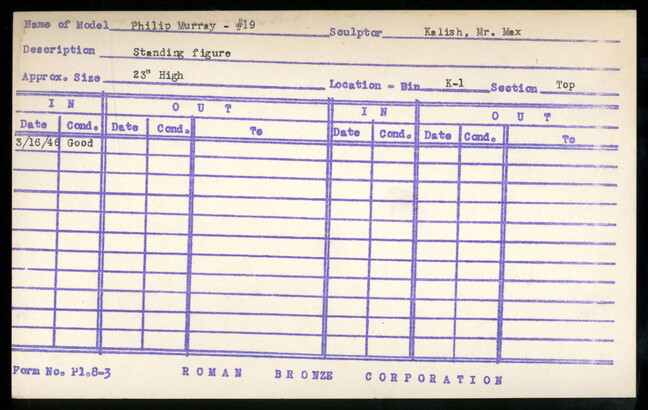 Name of Model Philip Murray - #19 Sculptor Kalish, Mr. Max
Description Standing figure
Approx. Size 23" High Location - Bin K-1 Section Top
IN OUT IN OUT
Date Cond. Date Cond. To Date Cond. Date Cond. To
3/16/46 Good
Form No. Pl.8-3 ROMAN BRONZE CORPORATION